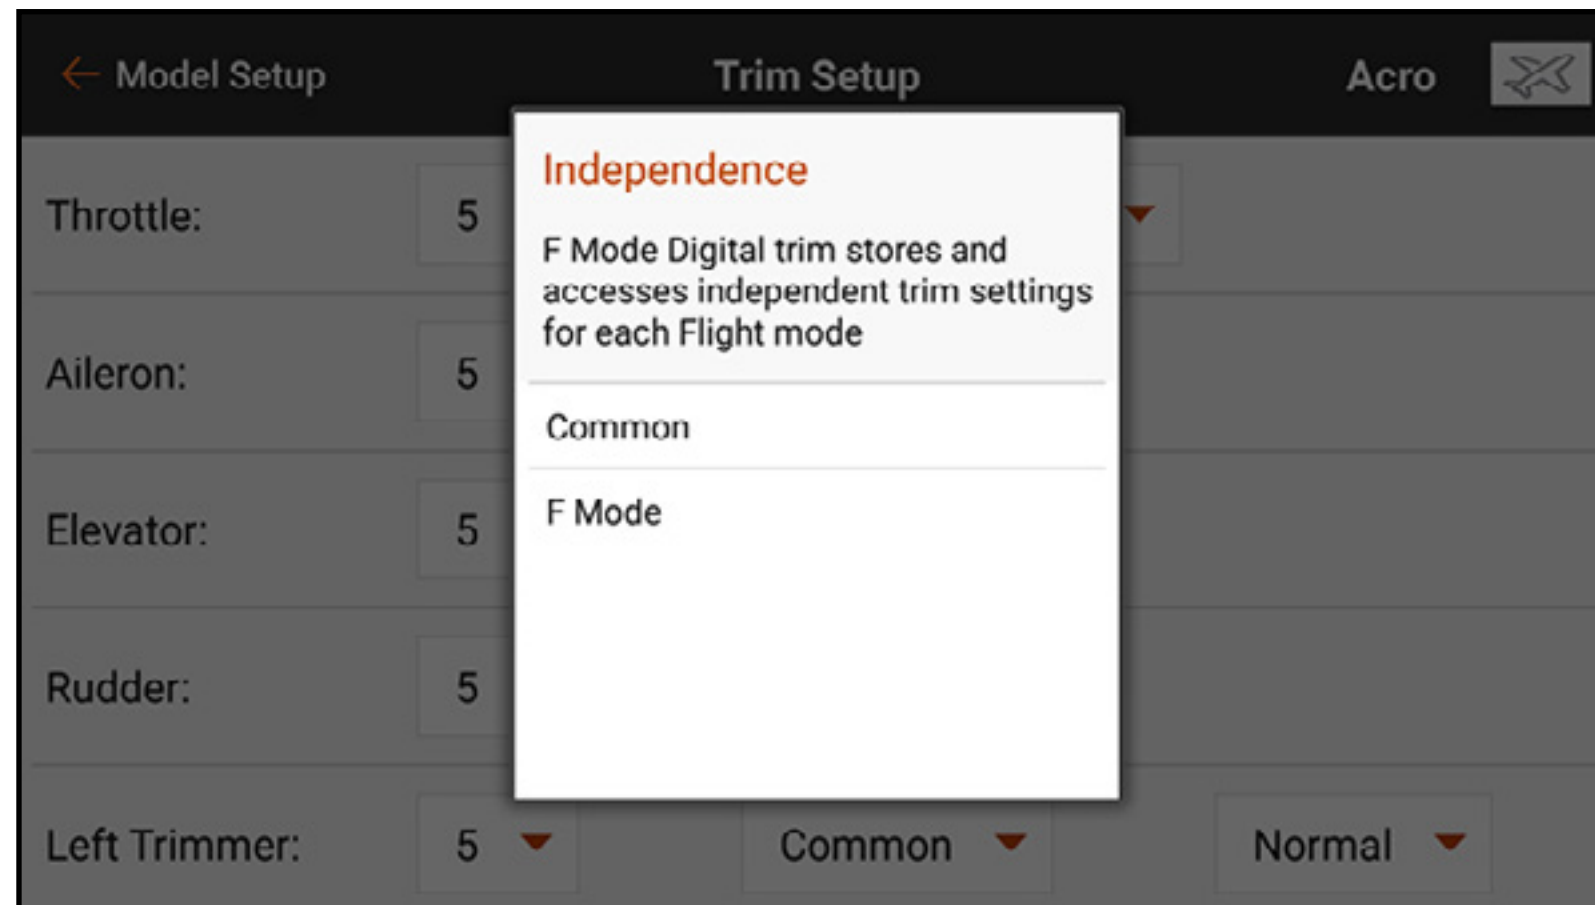 Model Setup
Trim Setup
Acro
Independence
F Mode Digital trim stores and
accesses independent trim settings
for each Flight mode
Common
F Mode
Throttle: 5
Aileron: 5
Elevator: 5
Rudder: 5
Left Trimmer: 5 Common Normal